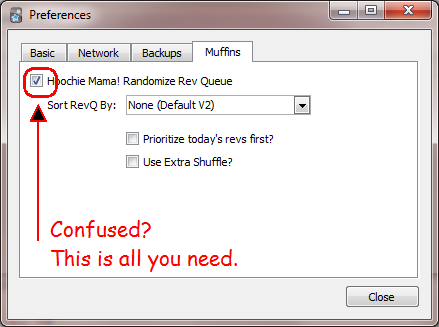 Preferences
Basic
Network
Backups
Muffins
Hoochie Mama! Randomize Rev Queue
Sort RevQ By: None (Default V2)
Prioritize today's revs first?
Use Extra Shuffle?
Confused?
This is all you need.
Close